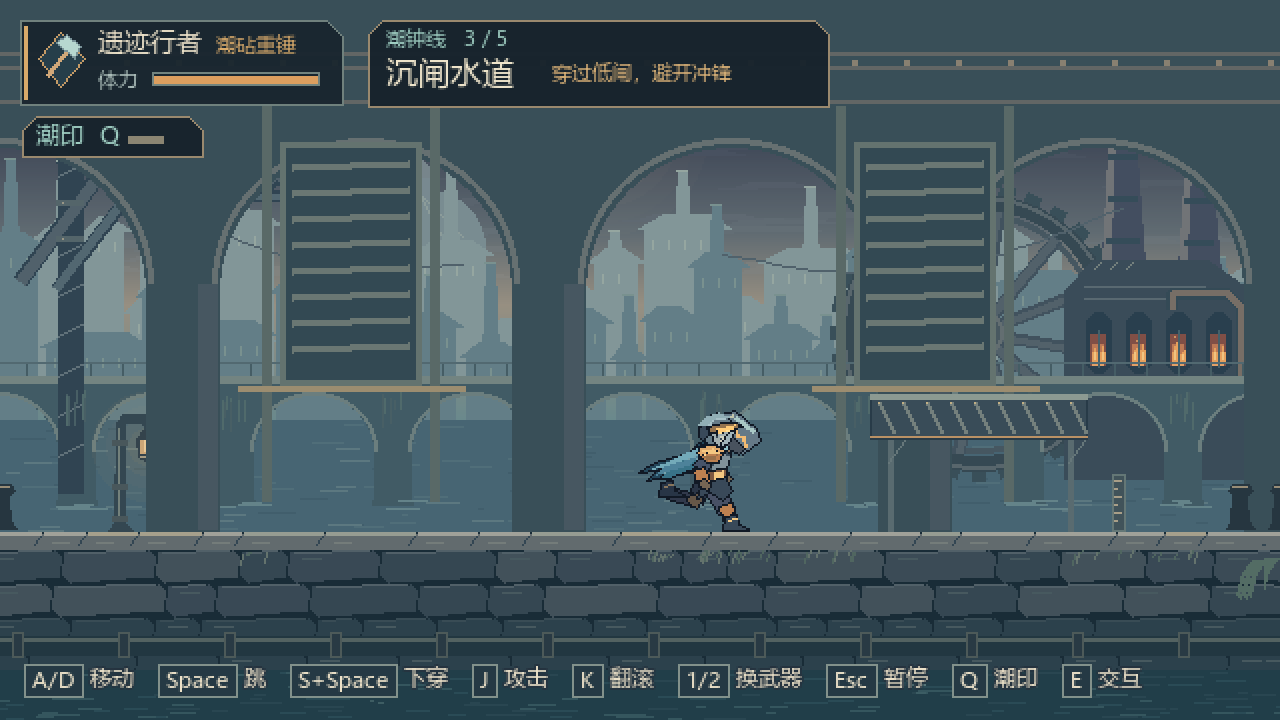 遗迹行者 潮砧重锤
体力
潮钟线 3/5
沉闸水道 穿过低闸，避开冲锋
潮印 Q
A/D 移动 Space 跳 S+Space 下穿 J 攻击 K 翻滚 1/2 换武器 Esc 暂停 Q 潮印 E 交互